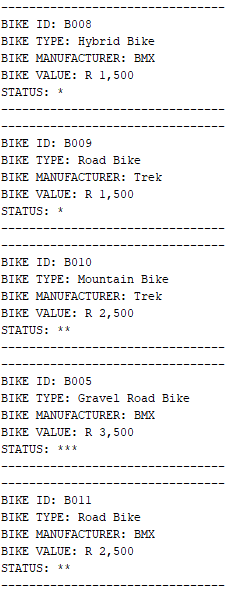 --------------------------------
BIKE ID: B008
BIKE TYPE: Hybrid Bike
BIKE MANUFACTURER: BMX
BIKE VALUE: R 1,500
STATUS: *
--------------------------------
--------------------------------
BIKE ID: B009
BIKE TYPE: Road Bike
BIKE MANUFACTURER: Trek
BIKE VALUE: R 1,500
STATUS: *
--------------------------------
--------------------------------
BIKE ID: B010
BIKE TYPE: Mountain Bike
BIKE MANUFACTURER: Trek
BIKE VALUE: R 2,500
STATUS: **
--------------------------------
--------------------------------
BIKE ID: B005
BIKE TYPE: Gravel Road Bike
BIKE MANUFACTURER: BMX
BIKE VALUE: R 3,500
STATUS: ***
--------------------------------
--------------------------------
BIKE ID: B011
BIKE TYPE: Road Bike
BIKE MANUFACTURER: BMX
BIKE VALUE: R 2,500
STATUS: **
--------------------------------